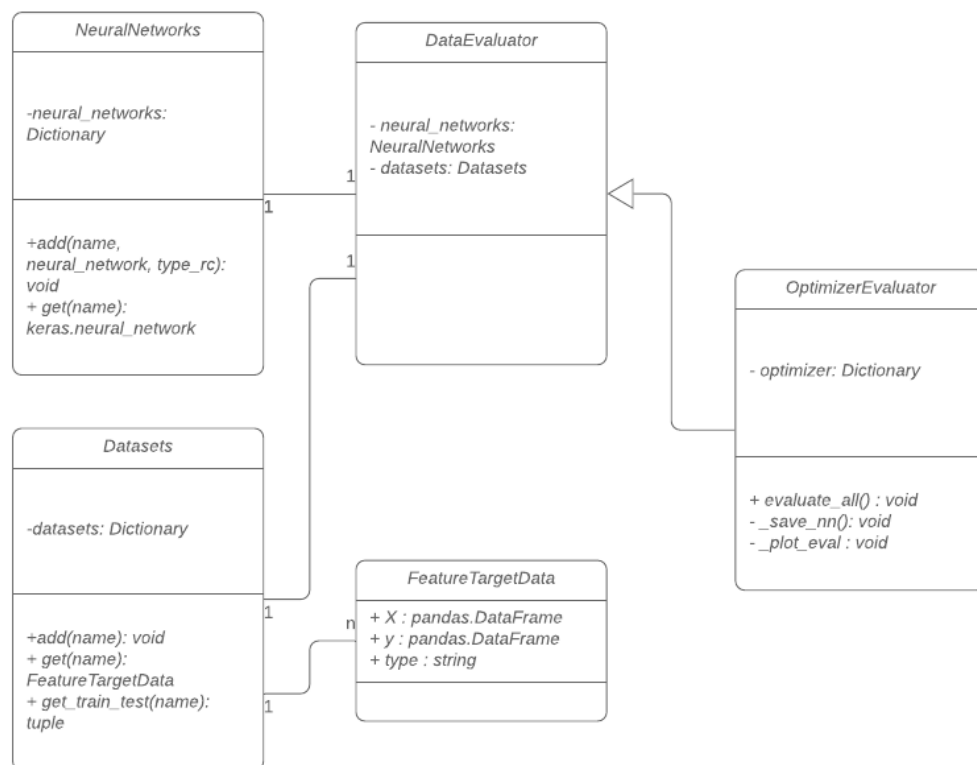 NeuralNetworks
-neural_networks:
Dictionary
+add(name,
neural_network, type_rc):
void
+ get(name):
keras.neural_network
1
1
DataEvaluator
- neural_networks:
NeuralNetworks
- datasets: Datasets
1
OptimizerEvaluator
- optimizer: Dictionary
+ evaluate_all() : void
- _save_nn(): void
- _plot_eval : void
Datasets
-datasets: Dictionary
+add(name): void
+ get(name):
FeatureTargetData
+ get_train_test(name):
tuple
1
1
n
FeatureTargetData
+ X : pandas.DataFrame
+ y : pandas.DataFrame
+ type : string